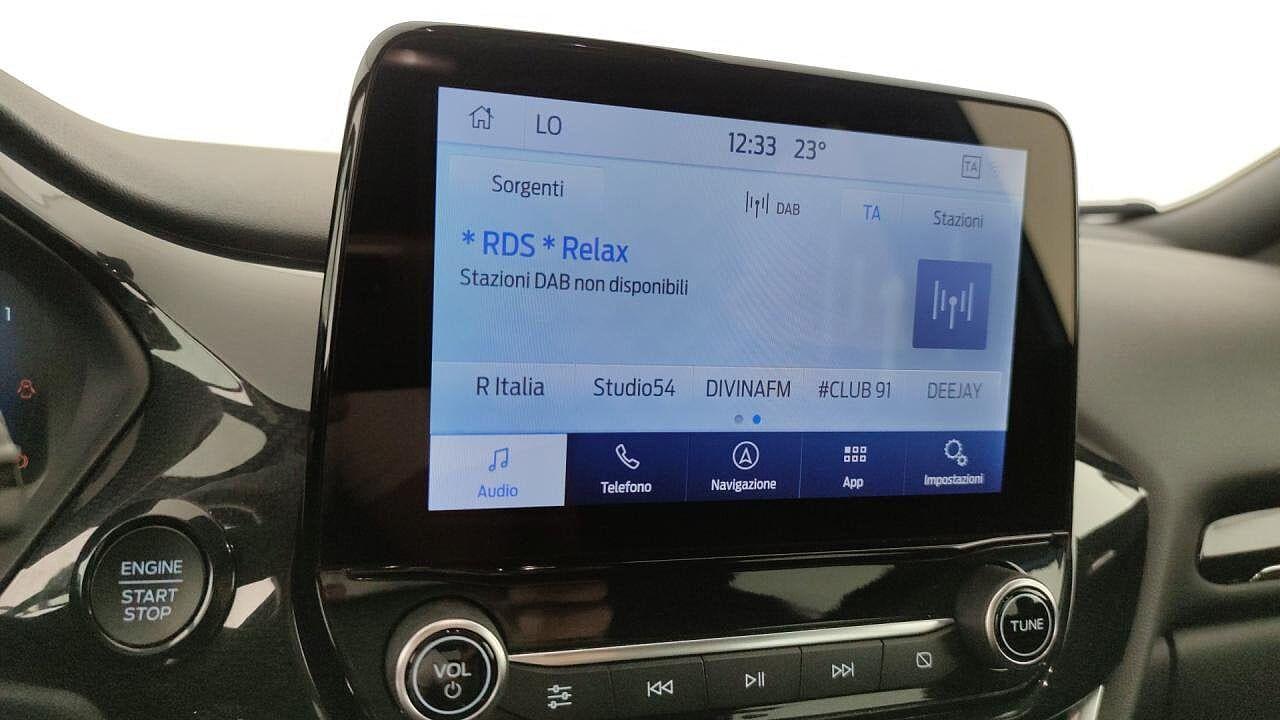 LO
12:33 23°
TA
Sorgenti
DAB
TA
Stazioni
* RDS * Relax
Stazioni DAB non disponibili
R Italia
Studio54
DIVINAFM
#CLUB 91
DEEJAY
Audio
Telefono
Navigazione
App
Impostazioni
1
ENGINE
START
STOP
VOL
TUNE